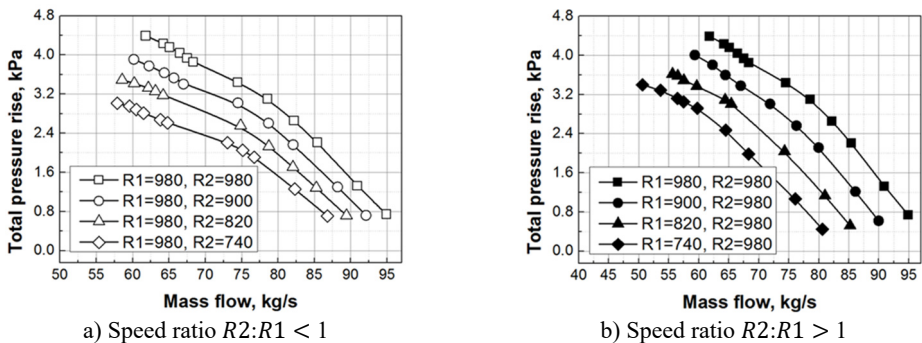 4.8
4.0
3.2
2.4
1.6
0.8
0.0
Total pressure rise, kPa
R1=980, R2=980
R1=980, R2=900
R1=980, R2=820
R1=980, R2=740
50 55 60 65 70 75 80 85 90 95
Mass flow, kg/s
a) Speed ratio R2:R1 < 1
4.8
4.0
3.2
2.4
1.6
0.8
0.0
Total pressure rise, kPa
R1=980, R2=980
R1=900, R2=980
R1=820, R2=980
R1=740, R2=980
40 45 50 55 60 65 70 75 80 85 90 95
Mass flow, kg/s
b) Speed ratio R2:R1 > 1